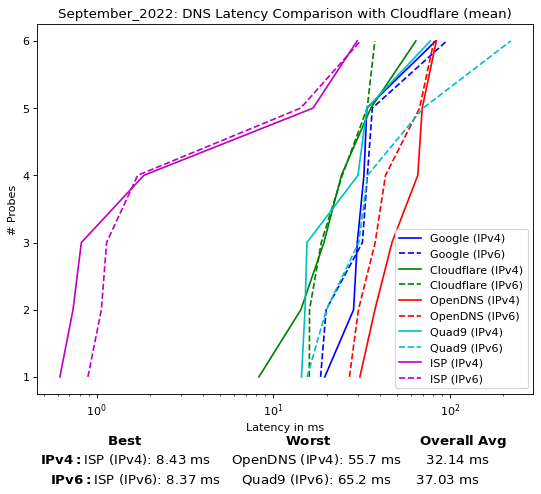 September_2022: DNS Latency Comparison with Cloudflare (mean)
# Probes
6
5
4
3
2
1
Google (IPv4)
Google (IPv6)
Cloudflare (IPv4)
Cloudflare (IPv6)
OpenDNS (IPv4)
OpenDNS (IPv6)
Quad9 (IPv4)
Quad9 (IPv6)
ISP (IPv4)
ISP (IPv6)
10⁰ 10¹ 10²
Latency in ms
Best Worst Overall Avg
IPv4: ISP (IPv4): 8.43 ms OpenDNS (IPv4): 55.7 ms 32.14 ms
IPv6: ISP (IPv6): 8.37 ms Quad9 (IPv6): 65.2 ms 37.03 ms